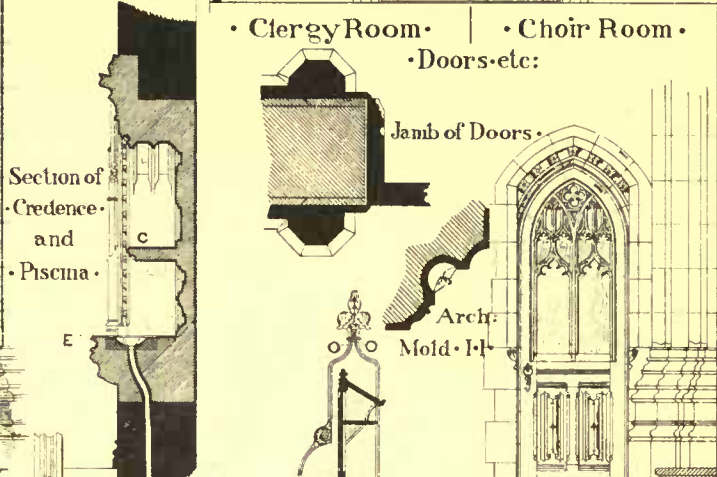 · Clergy Room · | · Choir Room ·
· Doors · etc:
Jamb of Doors ·
Section of
· Credence ·
and
· Piscina ·
C
E
Arch:
Mold · I · I ·